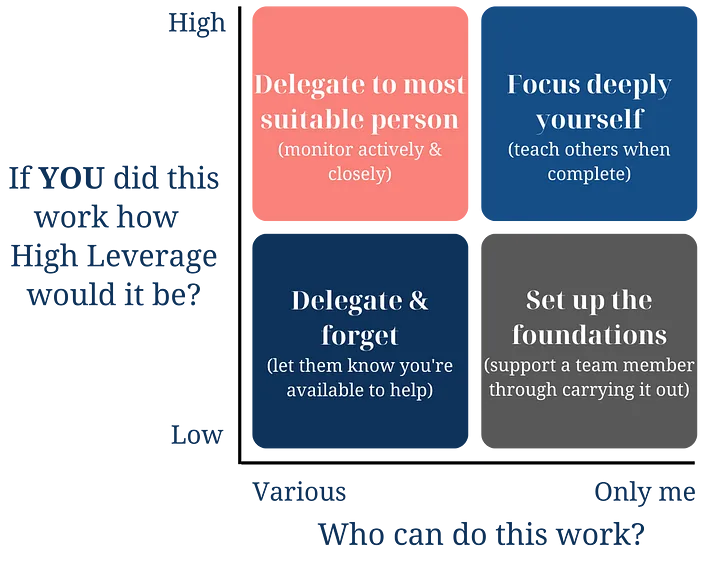 High
If YOU did this
work how
High Leverage
would it be?
Low
Delegate to most
suitable person
(monitor actively &
closely)
Focus deeply
yourself
(teach others when
complete)
Delegate &
forget
(let them know you're
available to help)
Set up the
foundations
(support a team member
through carrying it out)
Various
Only me
Who can do this work?